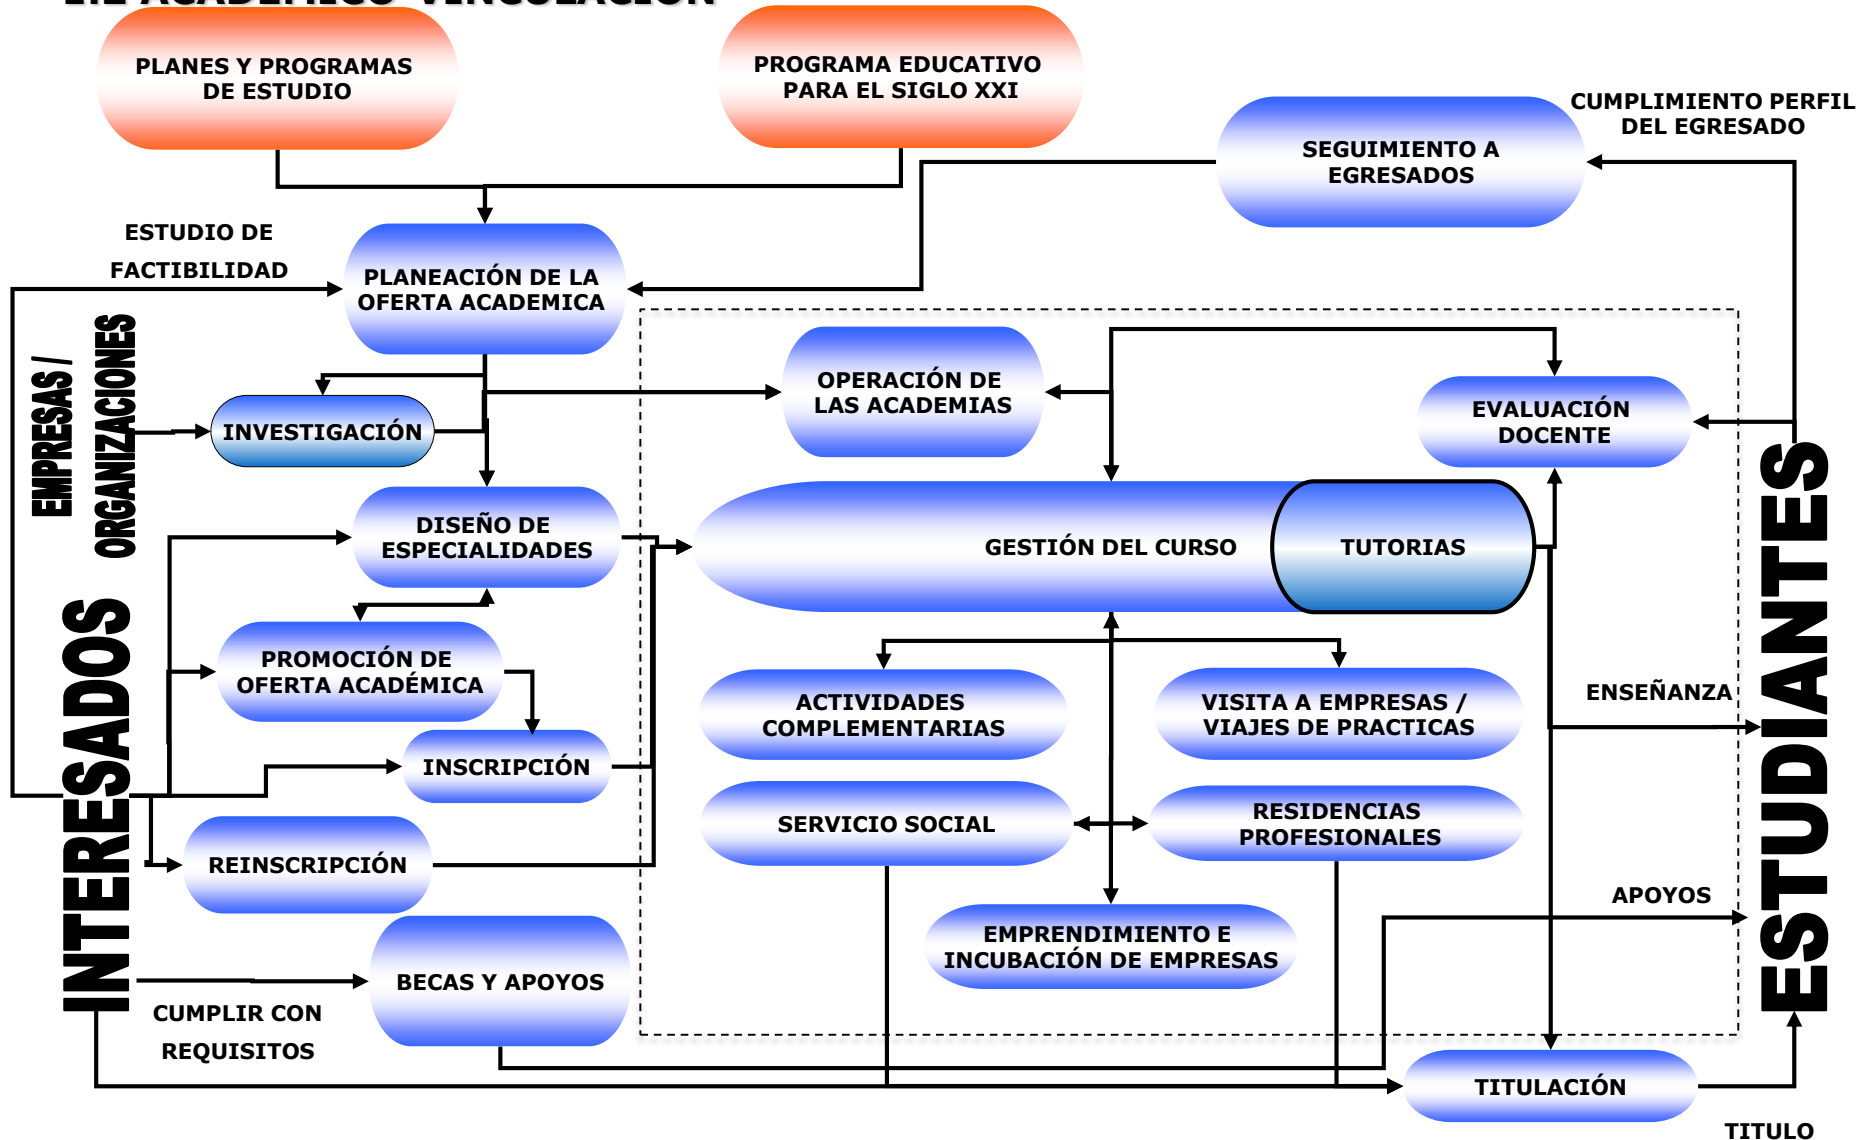 ACADEMICO-VINCULACION
PLANES Y PROGRAMAS
DE ESTUDIO
PROGRAMA EDUCATIVO
PARA EL SIGLO XXI
CUMPLIMIENTO PERFIL
DEL EGRESADO
SEGUIMIENTO A
EGRESADOS
ESTUDIO DE
FACTIBILIDAD
PLANEACIÓN DE LA
OFERTA ACADEMICA
EMPRESAS /
ORGANIZACIONES
OPERACIÓN DE
LAS ACADEMIAS
EVALUACIÓN
DOCENTE
INVESTIGACIÓN
DISEÑO DE
ESPECIALIDADES
GESTIÓN DEL CURSO
TUTORIAS
INTERESADOS
ESTUDIANTES
PROMOCIÓN DE
OFERTA ACADÉMICA
ACTIVIDADES
COMPLEMENTARIAS
VISITA A EMPRESAS /
VIAJES DE PRACTICAS
ENSEÑANZA
INSCRIPCIÓN
SERVICIO SOCIAL
RESIDENCIAS
PROFESIONALES
REINSCRIPCIÓN
APOYOS
EMPRENDIMIENTO E
INCUBACIÓN DE EMPRESAS
BECAS Y APOYOS
CUMPLIR CON
REQUISITOS
TITULACIÓN
TITULO